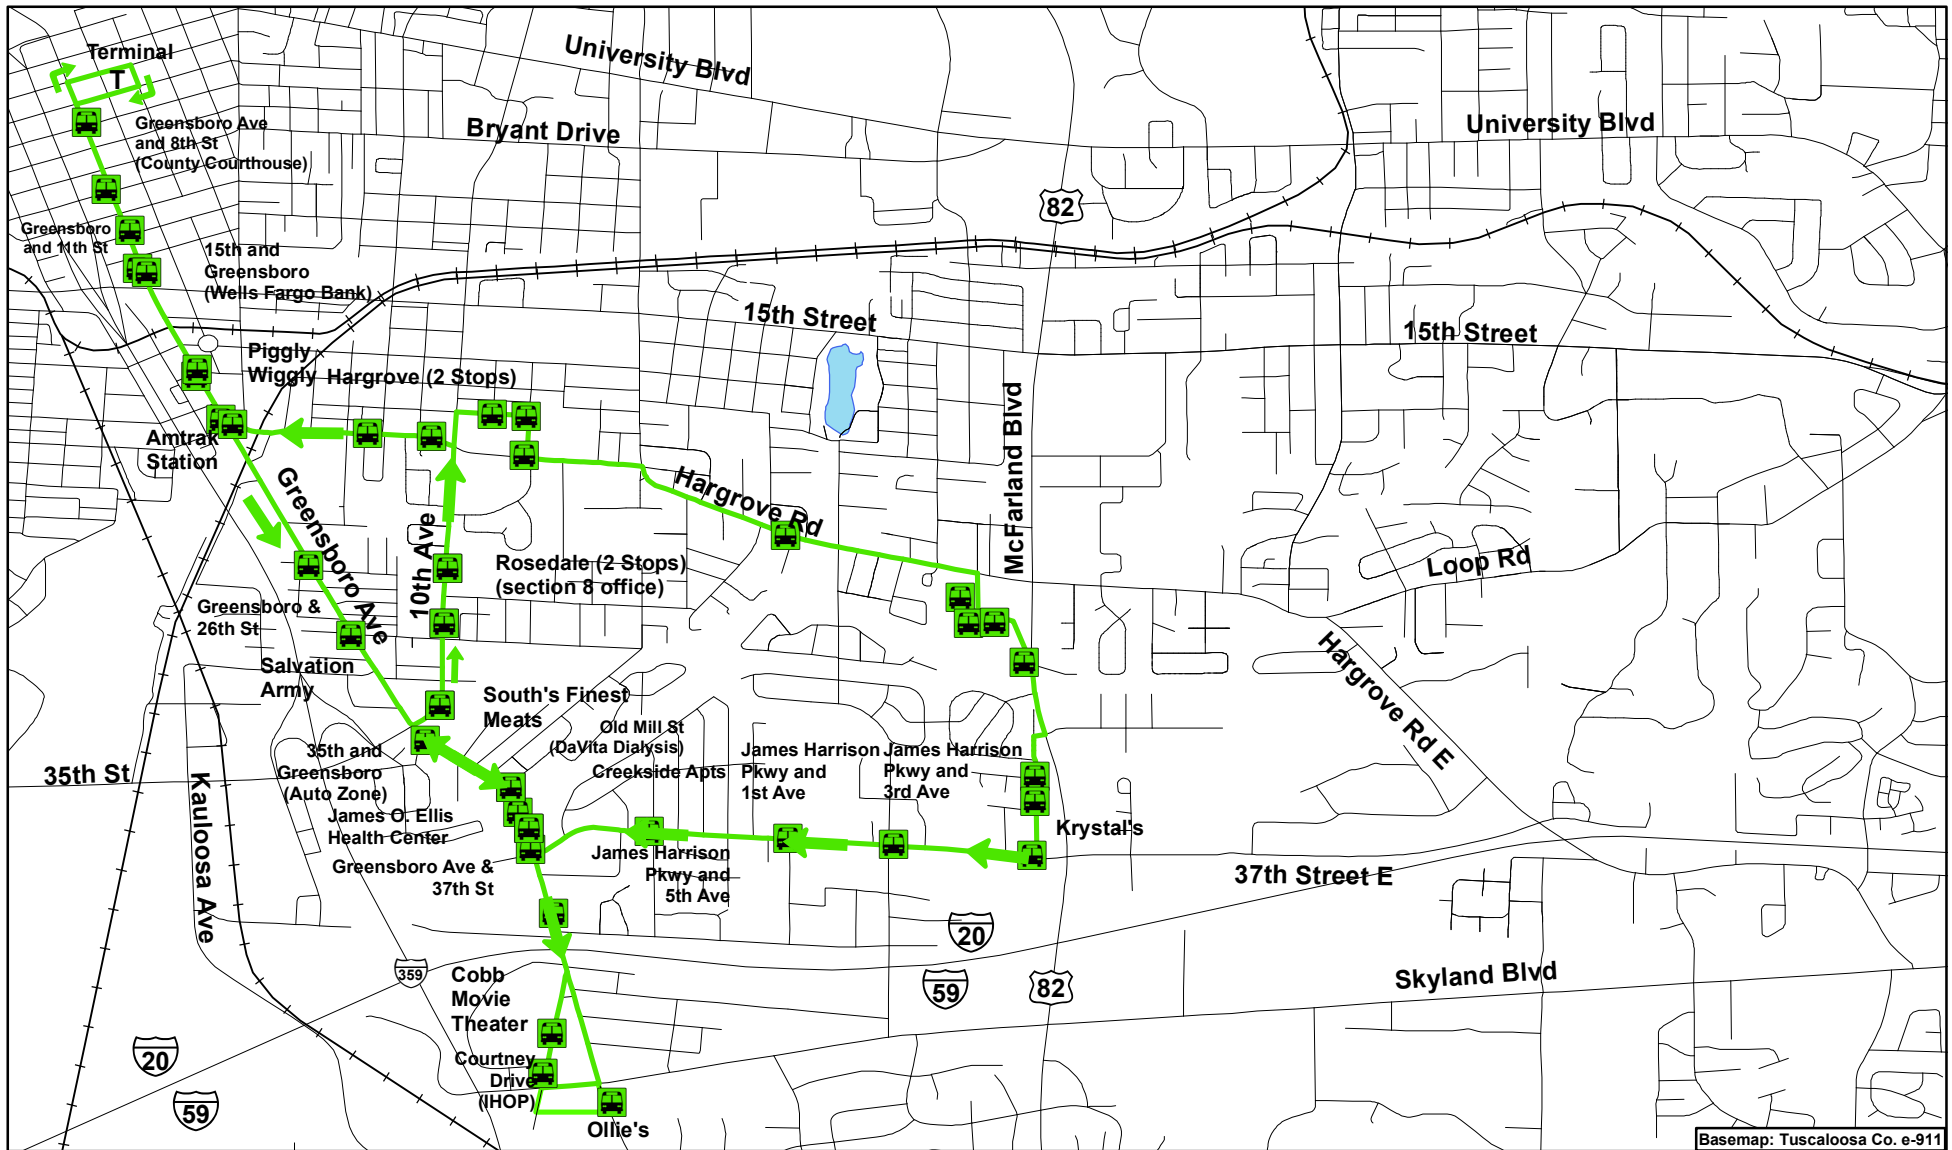 Terminal
T
University Blvd
Bryant Drive
University Blvd
Greensboro Ave
and 8th St
(County Courthouse)
82
Greensboro
and 11th St
15th and
Greensboro
(Wells Fargo Bank)
15th Street
15th Street
Piggly
Wiggly
Hargrove (2 Stops)
Amtrak
Station
McFarland Blvd
Greensboro Ave
Hargrove Rd
10th Ave
Rosedale (2 Stops)
(section 8 office)
Loop Rd
Greensboro &
26th St
Salvation
Army
Hargrove Rd E
South's Finest
Meats
Old Mill St
(DaVita Dialysis)
Creekside Apts
James Harrison
Pkwy and
1st Ave
James Harrison
Pkwy and
3rd Ave
35th St
35th and
Greensboro
(Auto Zone)
James O. Ellis
Health Center
Kauloosa Ave
Krystal's
Greensboro Ave &
37th St
James Harrison
Pkwy and
5th Ave
37th Street E
20
59
82
359
Skyland Blvd
Cobb
Movie
Theater
Courtney
Drive
(IHOP)
20
59
Ollie's
Basemap: Tuscaloosa Co. e-911